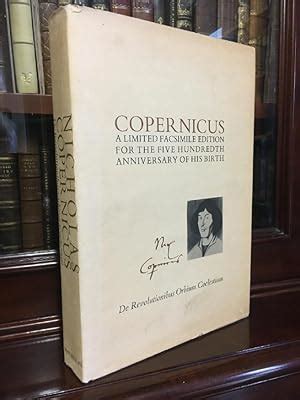 COPERNICUS
A LIMITED FACSIMILE EDITION
FOR THE FIVE HUNDREDTH
ANNIVERSARY OF HIS BIRTH
De Revolutionibus Orbium Coelestium
NICHOLAS
COPERNICUS